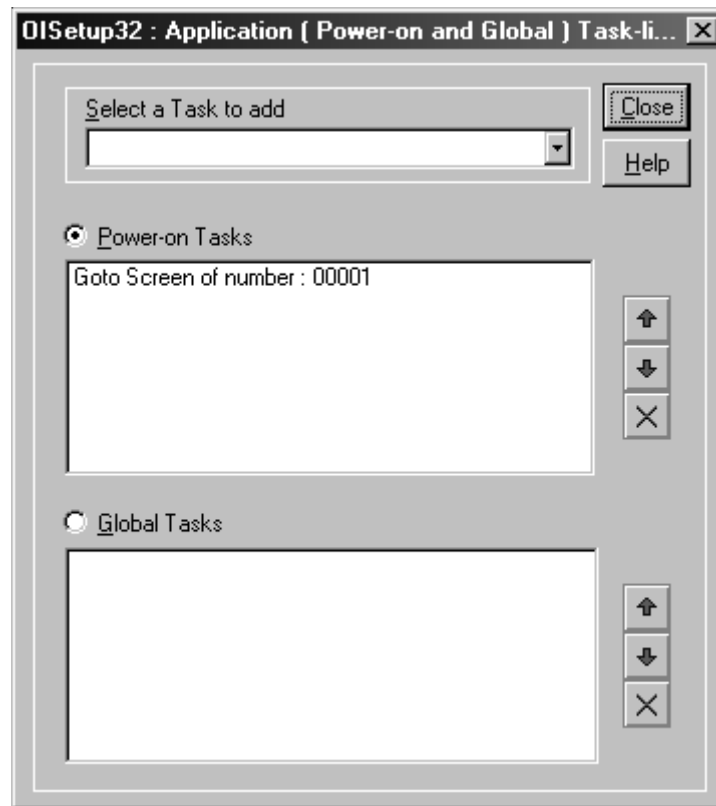 OISetup32 : Application ( Power-on and Global ) Task-li...
Select a Task to add
Close
Help
Power-on Tasks
Goto Screen of number : 00001
Global Tasks